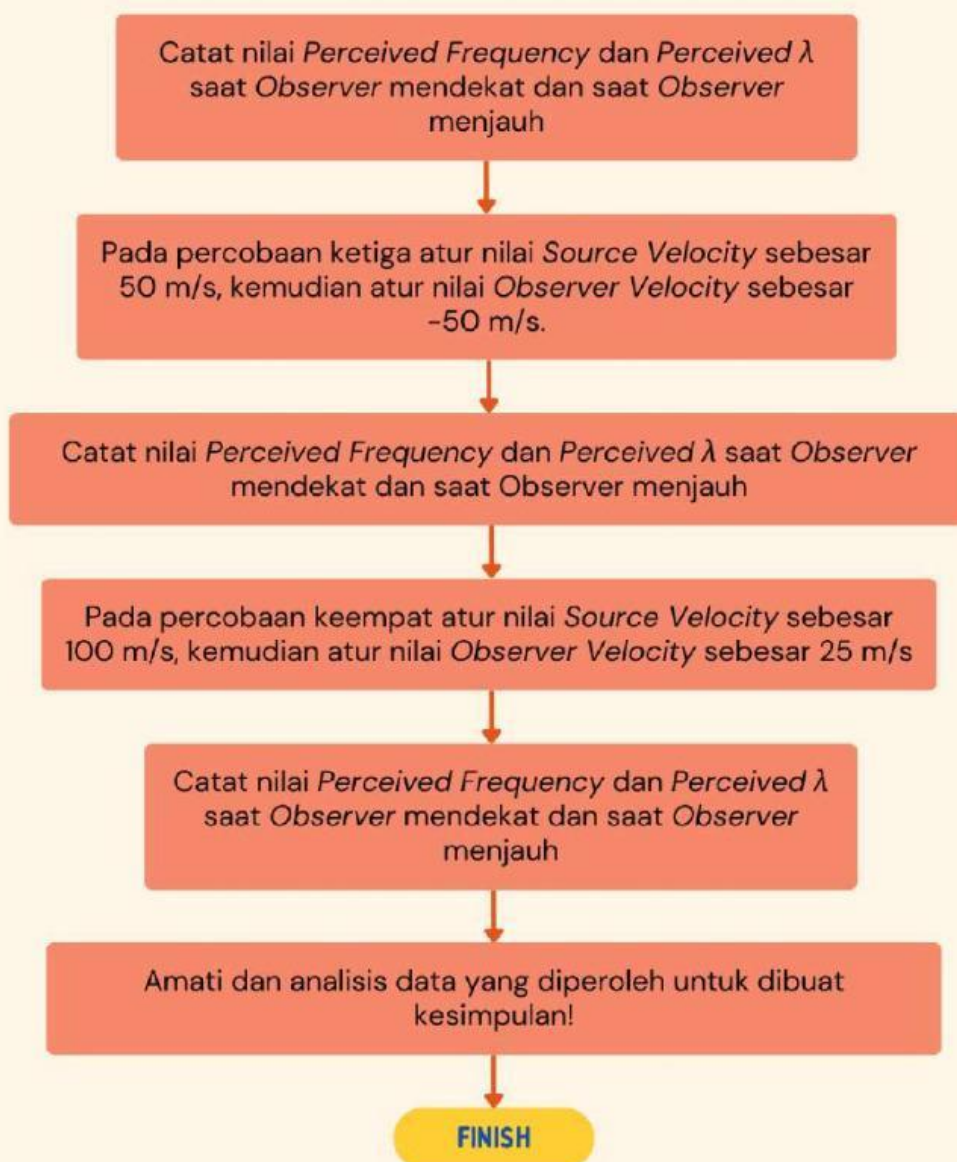 Catat nilai Perceived Frequency dan Perceived λ
saat Observer mendekat dan saat Observer
menjauh
Pada percobaan ketiga atur nilai Source Velocity sebesar
50 m/s, kemudian atur nilai Observer Velocity sebesar
-50 m/s.
Catat nilai Perceived Frequency dan Perceived λ saat Observer
mendekat dan saat Observer menjauh
Pada percobaan keempat atur nilai Source Velocity sebesar
100 m/s, kemudian atur nilai Observer Velocity sebesar 25 m/s
Catat nilai Perceived Frequency dan Perceived λ
saat Observer mendekat dan saat Observer
menjauh
Amati dan analisis data yang diperoleh untuk dibuat
kesimpulan!
FINISH